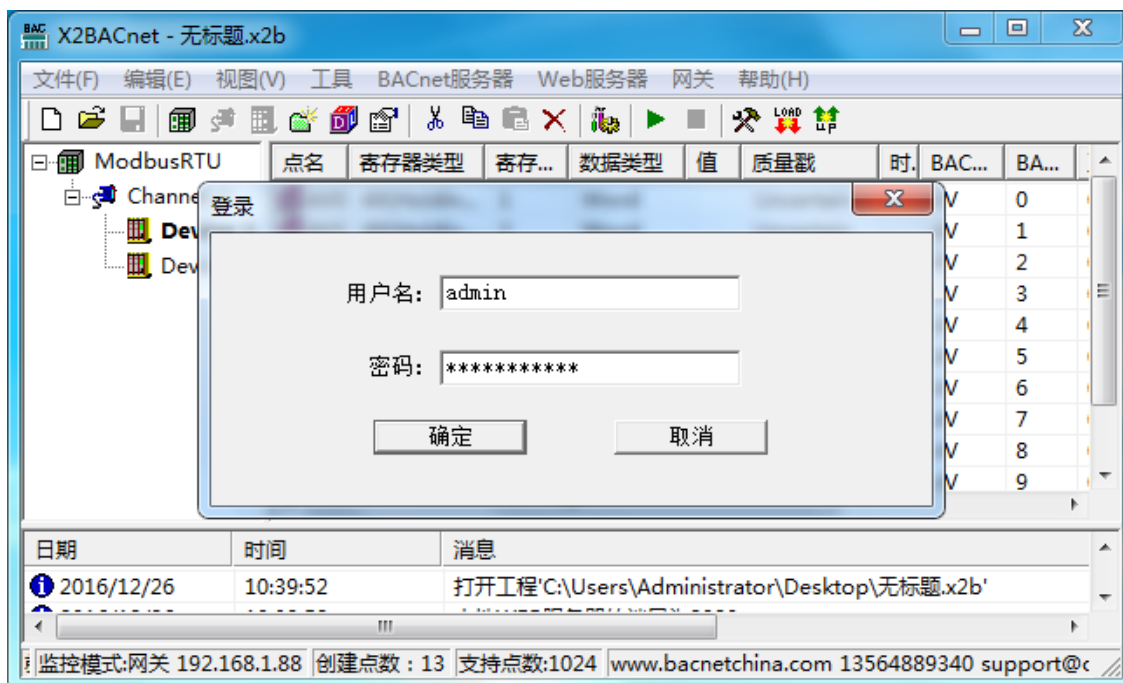 X2BACnet - 无标题.x2b
文件(F) 编辑(E) 视图(V) 工具 BACnet服务器 Web服务器 网关 帮助(H)
LOAD
UP
ModbusRTU 点名 寄存器类型 寄存... 数据类型 值 质量戳 时. BAC... BA...
Channe
Dev
Dev
登录
用户名: admin
密码: ***********
确定 取消
V 0
V 1
V 2
V 3
V 4
V 5
V 6
V 7
V 8
V 9
日期 时间 消息
2016/12/26 10:39:52 打开工程'C:\Users\Administrator\Desktop\无标题.x2b'
监控模式:网关 192.168.1.88 创建点数：13 支持点数:1024 www.bacnetchina.com 13564889340 support@c